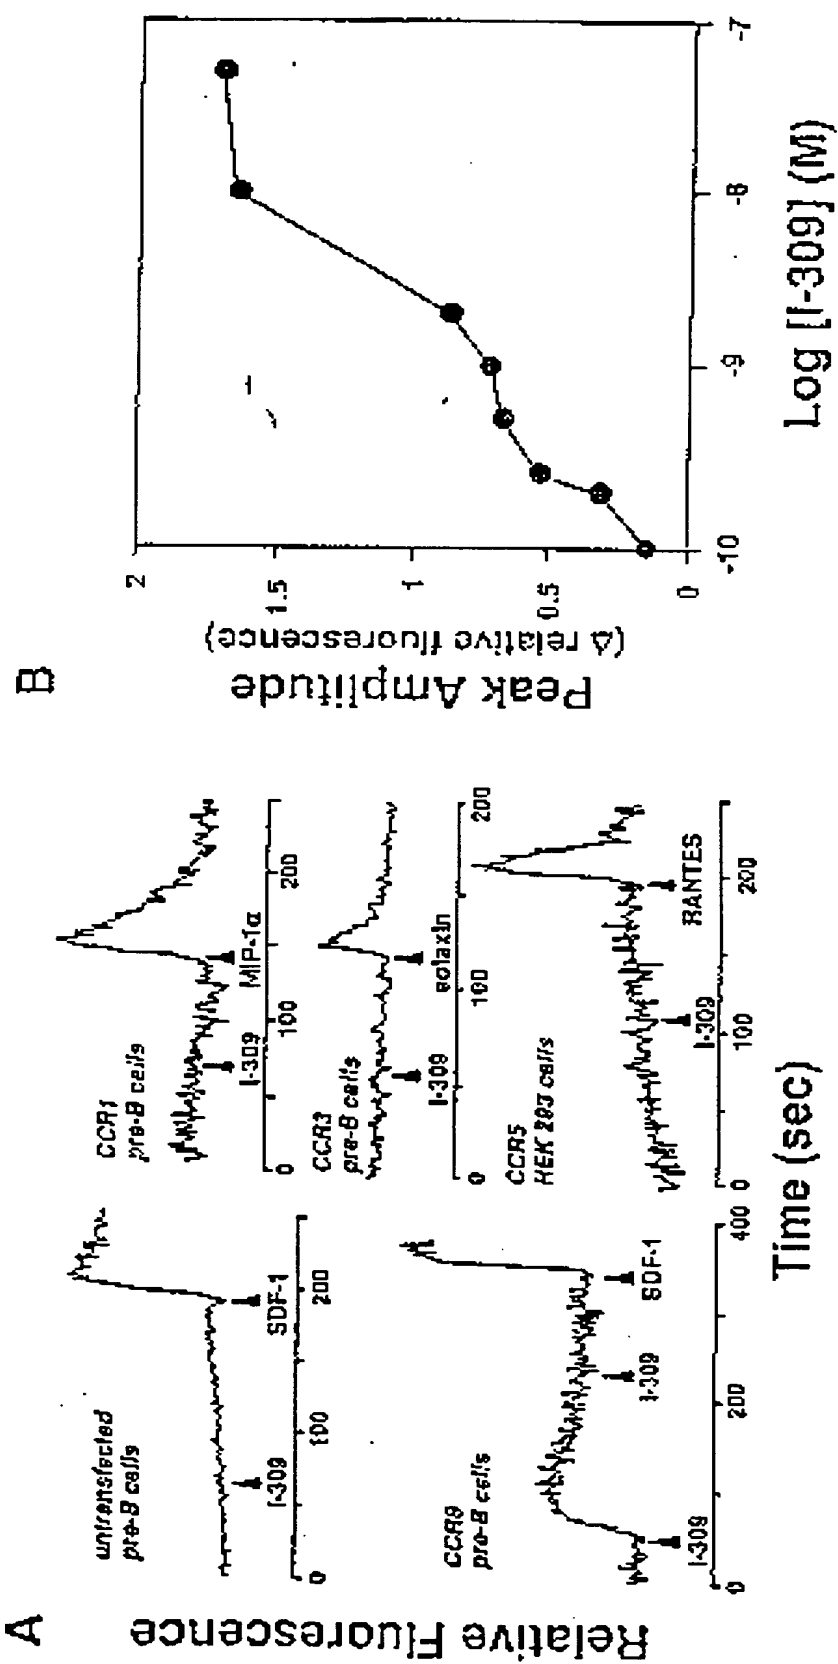 A
Relative Fluorescence
untransfected
pre-B cells
I-309
SDF-1
0 100 200
CCR8
pre-B cells
I-309
I-309
SDF-1
0 200 400
CCR1
pre-B cells
I-309
MIP-1α
0 100 200
CCR3
pre-B cells
I-309
eotaxin
0 100 200
CCR5
HEK 293 cells
I-309
RANTES
0 100 200
Time (sec)
B
Peak Amplitude
(Δ relative fluorescence)
2
1.5
1
0.5
0
-10 -9 -8 -7
Log [I-309] (M)